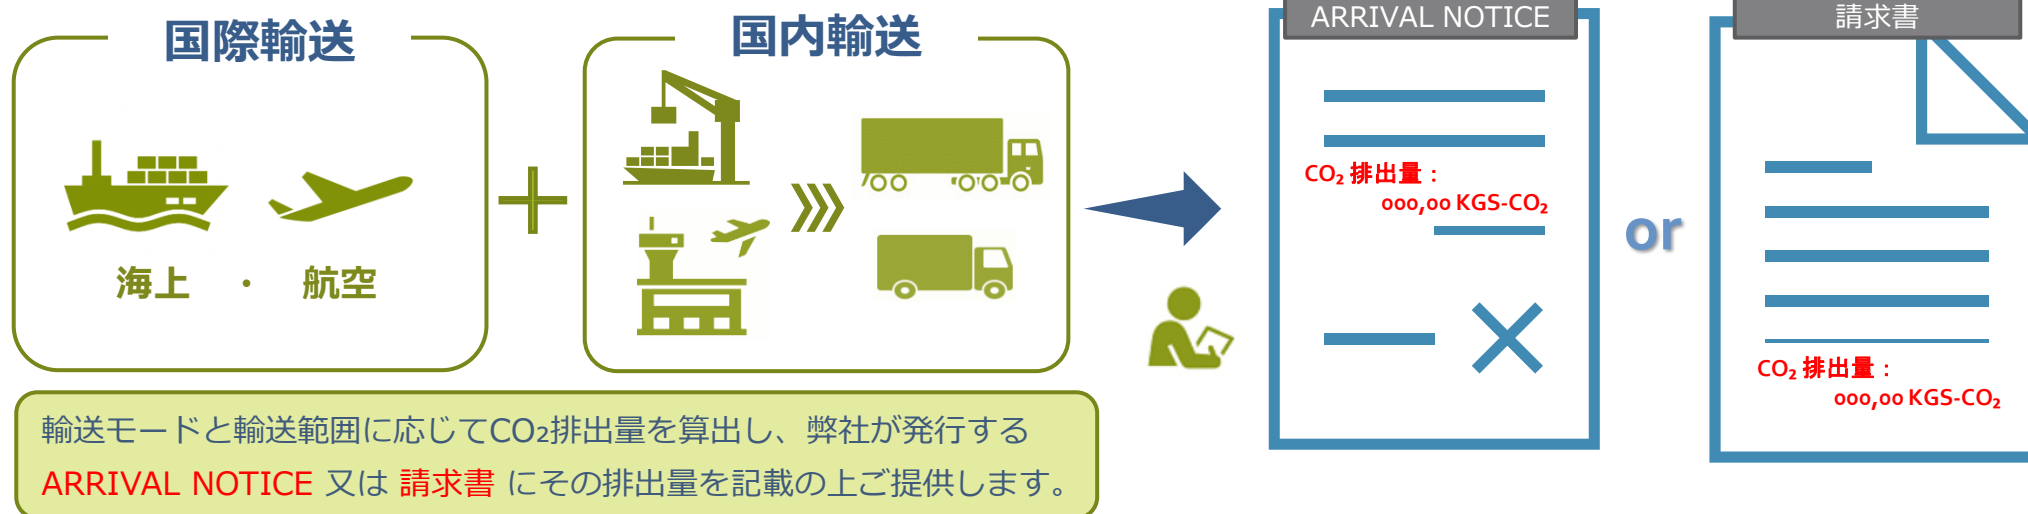 国際輸送
海上 ・ 航空
国内輸送
ARRIVAL NOTICE
CO₂ 排出量：
000,00 KGS-CO₂
or
請求書
CO₂ 排出量：
000,00 KGS-CO₂
輸送モードと輸送範囲に応じてCO₂排出量を算出し、弊社が発行する
ARRIVAL NOTICE 又は 請求書 にその排出量を記載の上ご提供します。